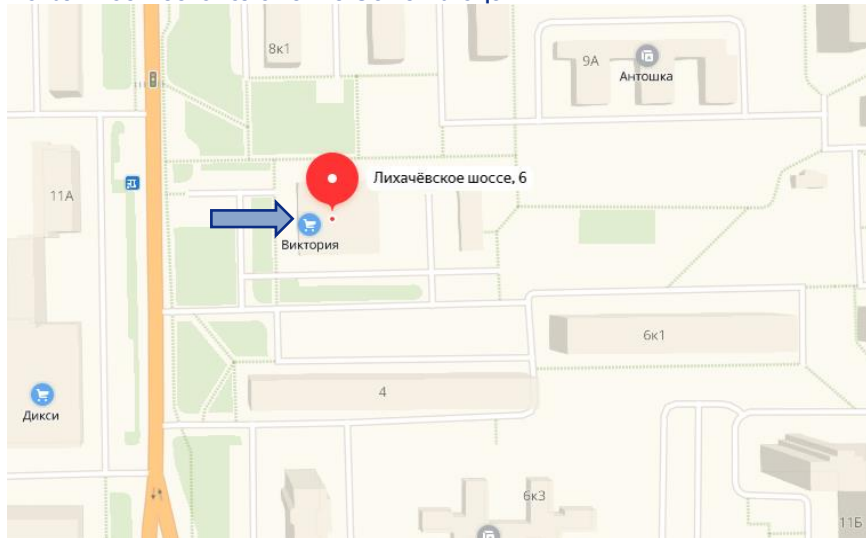 8к1
9А
Антошка
Лихачёвское шоссе, 6
11А
Виктория
6к1
4
Дикси
6к3
11Б